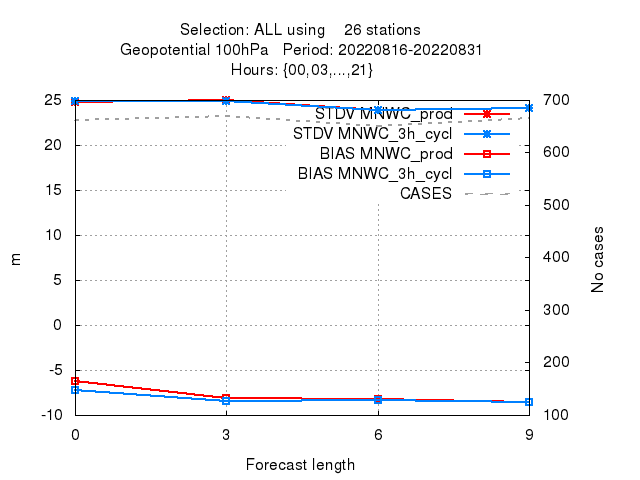 Selection: ALL using 26 stations
Geopotential 100hPa Period: 20220816-20220831
Hours: {00,03,...,21}
STDV MNWC_prod
STDV MNWC_3h_cycl
BIAS MNWC_prod
BIAS MNWC_3h_cycl
CASES
25
20
15
10
5
0
-5
-10
m
700
600
500
400
300
200
100
No cases
0 3 6 9
Forecast length